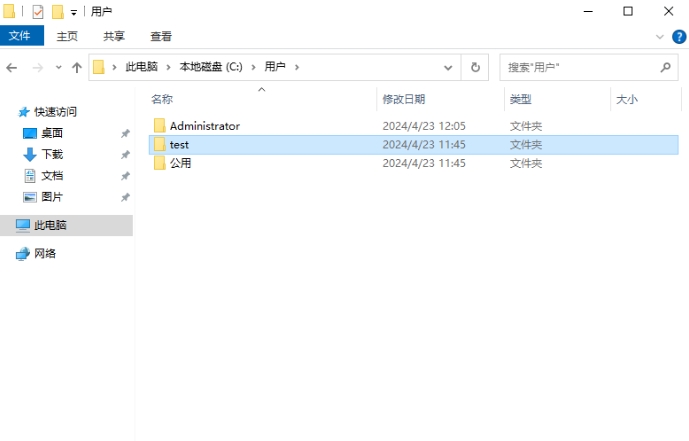 用户
文件 主页 共享 查看
此电脑 本地磁盘 (C:) 用户 搜索"用户"
名称 修改日期 类型 大小
快速访问
桌面
下载
文档
图片
此电脑
网络
Administrator 2024/4/23 12:05 文件夹
test 2024/4/23 11:45 文件夹
公用 2024/4/23 11:45 文件夹